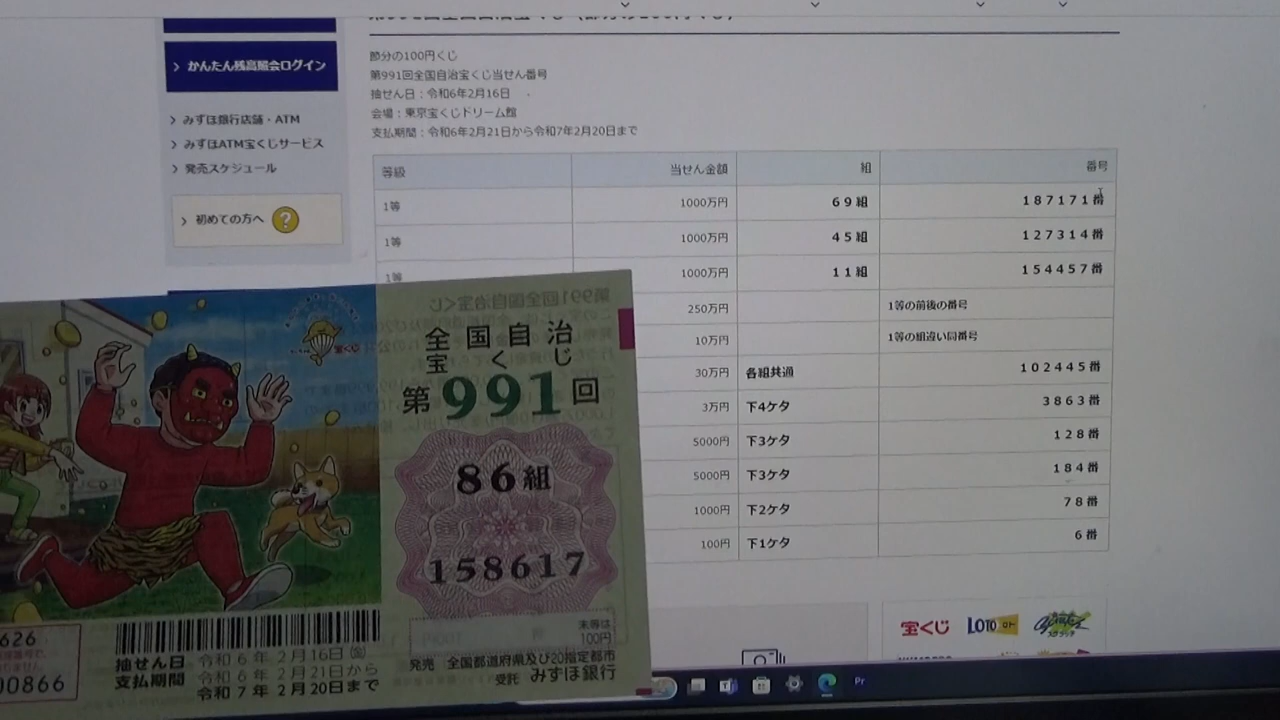 かんたん残高照会ログイン
みずほ銀行店舗・ATM
みずほATM宝くじサービス
発売スケジュール
初めての方へ ?
節分の100円くじ
第991回全国自治宝くじ当せん番号
抽せん日：令和6年2月16日
会場：東京宝くじドリーム館
支払期間：令和6年2月21日から令和7年2月20日まで
等級 当せん金額 組 番号
1等 1000万円 69組 187171番
1等 1000万円 45組 127314番
1等 1000万円 11組 154457番
250万円 1等の前後の番号
10万円 1等の組違い同番号
30万円 各組共通 102445番
3万円 下4ケタ 3863番
5000円 下3ケタ 128番
5000円 下3ケタ 184番
1000円 下2ケタ 78番
100円 下1ケタ 6番
宝くじ
全国自治
宝くじ
第991回
86組
158617
末等は
100円
抽せん日 令和6年2月16日(金)
支払期間 令和6年2月21日から
令和7年2月20日まで
発売 全国都道府県及び20指定都市
受託 みずほ銀行
626
00866
宝くじ
LOTO
Pr